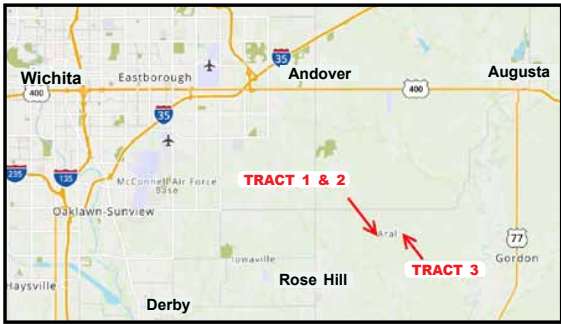 35
Wichita
Eastborough
Andover
Augusta
400
400
35
235
135
McConnell Air Force
Base
TRACT 1 & 2
Oaklawn-Sunview
Aral
77
Iowaville
Gordon
TRACT 3
Rose Hill
Haysville
Derby